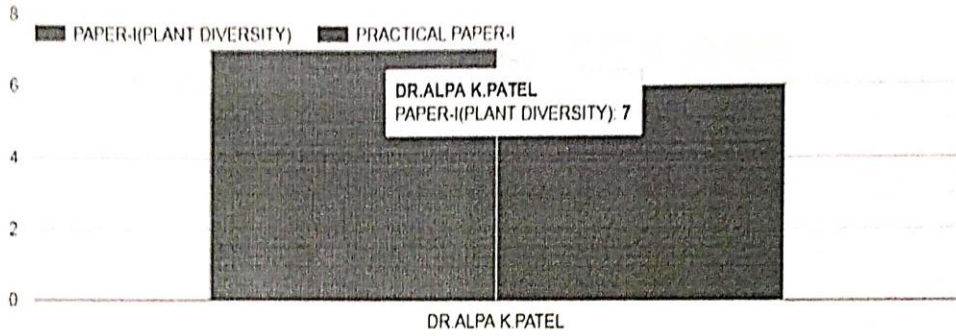 8
PAPER-I(PLANT DIVERSITY) PRACTICAL PAPER-I
6
DR.ALPA K.PATEL
PAPER-I(PLANT DIVERSITY): 7
4
2
0
DR.ALPA K.PATEL